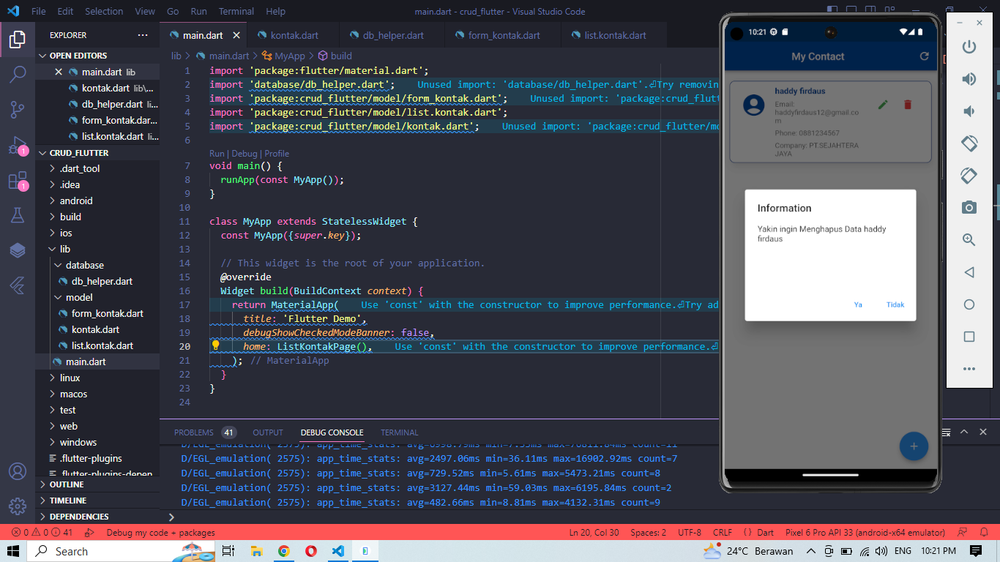 File Edit Selection View Go Run Terminal Help
main.dart - crud_flutter - Visual Studio Code
EXPLORER
OPEN EDITORS
main.dart lib
kontak.dart lib\...
db_helper.dart li...
form_kontak.dar...
list.kontak.dart li...
CRUD_FLUTTER
.dart_tool
.idea
android
build
ios
lib
database
db_helper.dart
model
form_kontak.dart
kontak.dart
list.kontak.dart
main.dart
linux
macos
test
web
windows
.flutter-plugins
.flutter-plugins-depen
OUTLINE
TIMELINE
DEPENDENCIES
1
1
main.dart kontak.dart db_helper.dart form_kontak.dart list.kontak.dart
lib > main.dart > MyApp > build
1 import 'package:flutter/material.dart';
2 import 'database/db_helper.dart'; Unused import: 'database/db_helper.dart'.⏎Try removin
3 import 'package:crud_flutter/model/form_kontak.dart'; Unused import: 'package:crud_flutt
4 import 'package:crud_flutter/model/list.kontak.dart';
5 import 'package:crud_flutter/model/kontak.dart'; Unused import: 'package:crud_flutter/mo
6
Run | Debug | Profile
7 void main() {
8 runApp(const MyApp());
9 }
10
11 class MyApp extends StatelessWidget {
12 const MyApp({super.key});
13
14 // This widget is the root of your application.
15 @override
16 Widget build(BuildContext context) {
17 return MaterialApp( Use 'const' with the constructor to improve performance.⏎Try ad
18 title: 'Flutter Demo',
19 debugShowCheckedModeBanner: false,
20 home: ListKontakPage(), Use 'const' with the constructor to improve performance.⏎
21 ); // MaterialApp
22 }
23 }
24
PROBLEMS 41 OUTPUT DEBUG CONSOLE TERMINAL
D/EGL_emulation( 2575): app_time_stats: avg=6998.79ms min=7.55ms max=76811.84ms count=11
D/EGL_emulation( 2575): app_time_stats: avg=2497.06ms min=36.11ms max=16902.92ms count=7
D/EGL_emulation( 2575): app_time_stats: avg=729.52ms min=5.61ms max=5473.21ms count=8
D/EGL_emulation( 2575): app_time_stats: avg=3127.44ms min=59.03ms max=6195.84ms count=2
D/EGL_emulation( 2575): app_time_stats: avg=482.66ms min=8.81ms max=4132.31ms count=9
10:21
My Contact
haddy firdaus
Email:
haddyfirdaus12@gmail.co
m
Phone: 0881234567
Company: PT.SEJAHTERA
JAYA
Information
Yakin ingin Menghapus Data haddy
firdaus
Ya Tidak
0 0 41 Debug my code + packages Ln 20, Col 30 Spaces: 2 UTF-8 CRLF { } Dart Pixel 6 Pro API 33 (android-x64 emulator)
Search 24°C Berawan ENG 10:21 PM